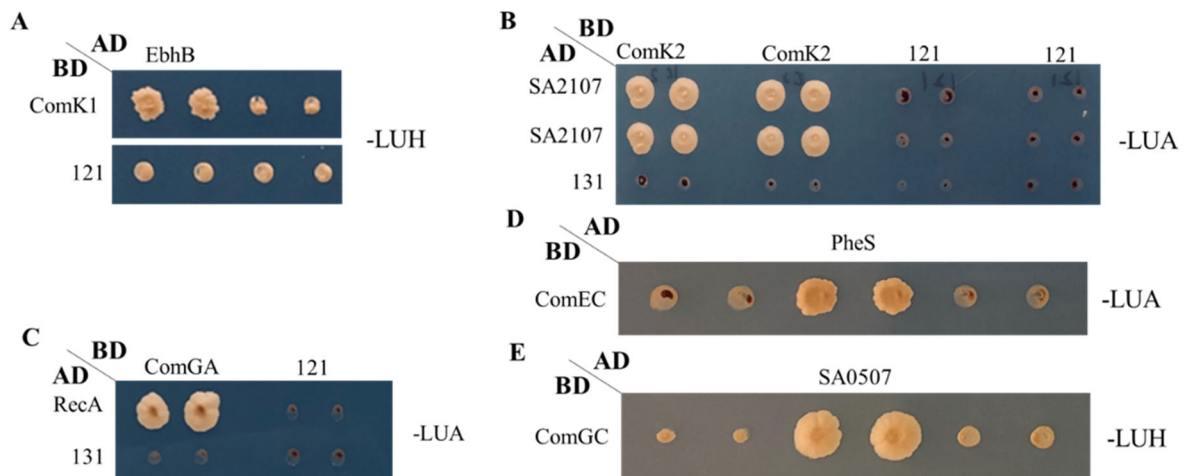 A
AD
BD
EbhB
ComK1
121
-LUH
B
BD
AD
ComK2 ComK2 121 121
SA2107
SA2107
131
-LUA
C
BD
AD
ComGA 121
RecA
131
-LUA
D
AD
BD
PheS
ComEC
-LUA
E
AD
BD
SA0507
ComGC
-LUH